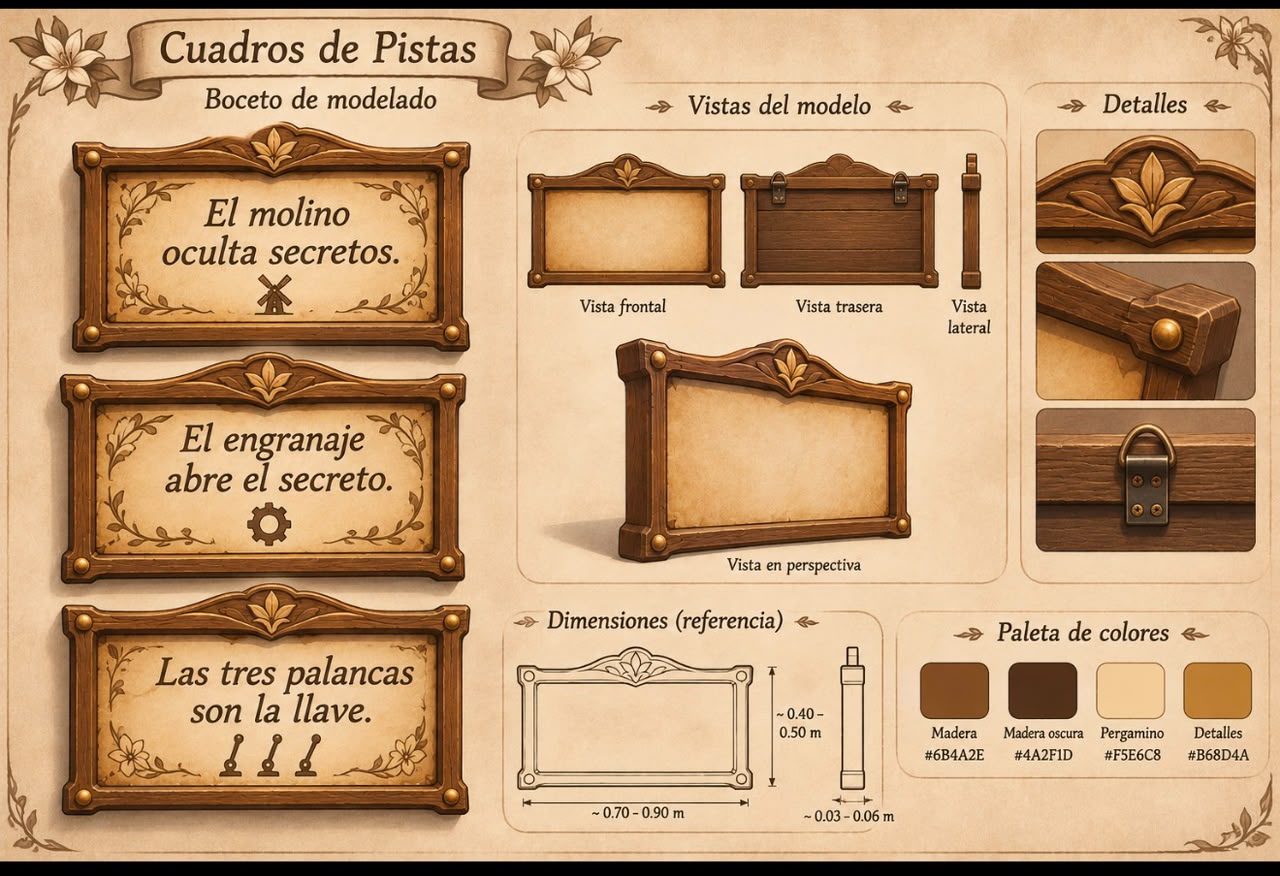 Cuadros de Pistas
Boceto de modelado
El molino
oculta secretos.
El engranaje
abre el secreto.
Las tres palancas
son la llave.
Vistas del modelo
Vista frontal
Vista trasera
Vista
lateral
Vista en perspectiva
Detalles
Dimensiones (referencia)
~ 0.40 –
0.50 m
~ 0.70 – 0.90 m
~ 0.03 – 0.06 m
Paleta de colores
Madera
#6B4A2E
Madera oscura
#4A2F1D
Pergamino
#F5E6C8
Detalles
#B68D4A